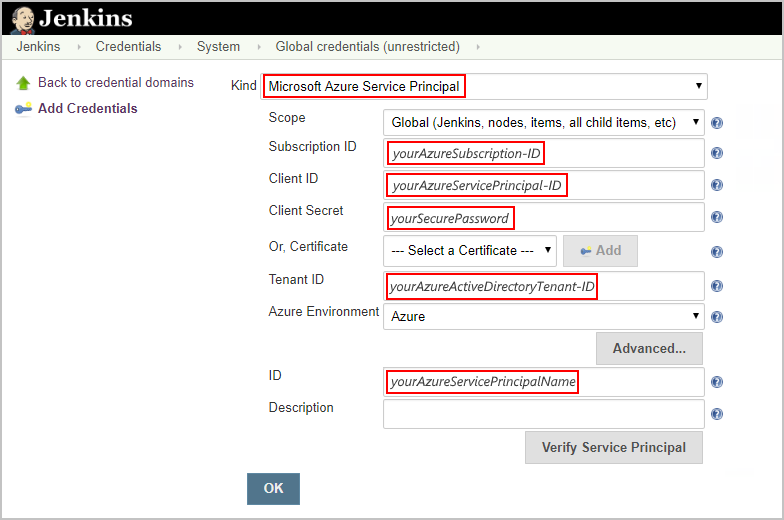 Jenkins
Jenkins Credentials System Global credentials (unrestricted)
Back to credential domains
Add Credentials
Kind Microsoft Azure Service Principal
Scope Global (Jenkins, nodes, items, all child items, etc)
Subscription ID yourAzureSubscription-ID
Client ID yourAzureServicePrincipal-ID
Client Secret yourSecurePassword
Or, Certificate --- Select a Certificate --- Add
Tenant ID yourAzureActiveDirectoryTenant-ID
Azure Environment Azure
Advanced...
ID yourAzureServicePrincipalName
Description
Verify Service Principal
OK